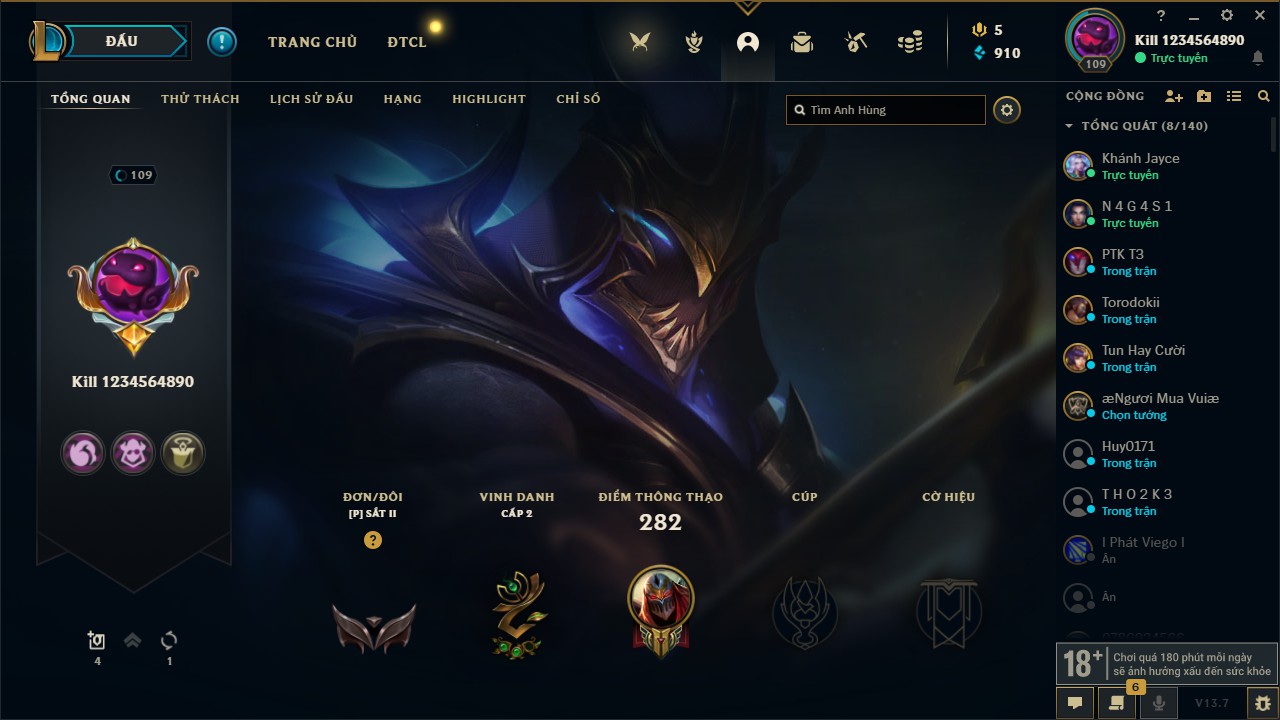 ĐẤU
TRANG CHỦ
ĐTCL
5
910
109
Kill 1234564890
Trực tuyến
TỔNG QUAN
THỬ THÁCH
LỊCH SỬ ĐẤU
HẠNG
HIGHLIGHT
CHỈ SỐ
Tìm Anh Hùng
CỘNG ĐỒNG
TỔNG QUÁT (8/140)
Khánh Jayce
Trực tuyến
N 4 G 4 S 1
Trực tuyến
PTK T3
Trong trận
Torodokii
Trong trận
Tun Hay Cười
Trong trận
æNgươi Mua Vuiæ
Chọn tướng
Huy0171
Trong trận
T H O 2 K 3
Trong trận
I Phát Viego I
Ẩn
Ẩn
109
Kill 1234564890
ĐƠN/ĐÔI
[P] SẮT II
?
VINH DANH
CẤP 2
ĐIỂM THÔNG THẠO
282
CÚP
CỜ HIỆU
4
1
18+
Chơi quá 180 phút mỗi ngày
sẽ ảnh hưởng xấu đến sức khỏe
6
V13.7